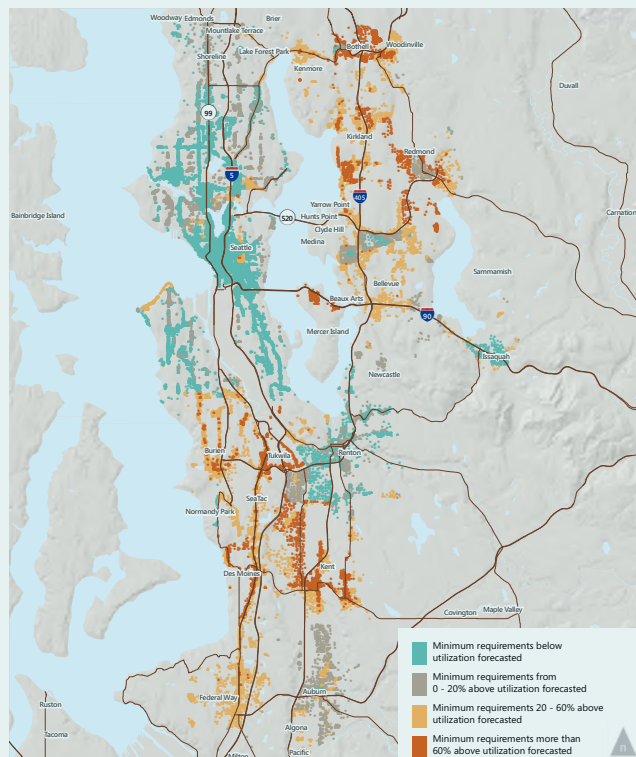 Woodway Edmonds
Brier
Mountlake Terrace
Lake Forest Park
Bothell
Woodinville
Shoreline
Kenmore
Duvall
99
Kirkland
Redmond
5
405
Yarrow Point
Hunts Point
520
Clyde Hill
Medina
Bainbridge Island
Carnation
Seattle
Sammamish
Bellevue
Beaux Arts
90
Mercer Island
Issaquah
Newcastle
Burien
Tukwila
Renton
SeaTac
Normandy Park
Des Moines
Kent
Covington
Maple Valley
Minimum requirements below
utilization forecasted
Minimum requirements from
0 - 20% above utilization forecasted
Minimum requirements 20 - 60% above
utilization forecasted
Minimum requirements more than
60% above utilization forecasted
Federal Way
Auburn
Ruston
Algona
Tacoma
Pacific
Milton
n